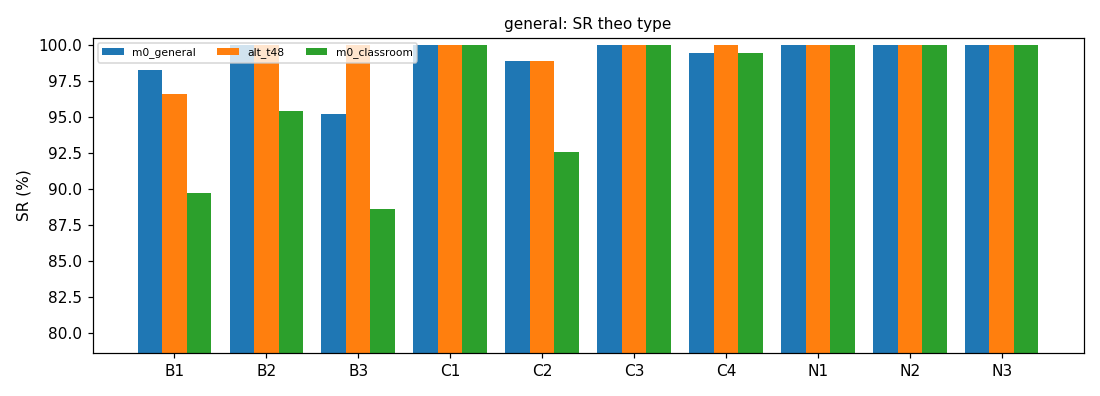 general: SR theo type
m0_general alt_t48 m0_classroom
SR (%)
100.0
97.5
95.0
92.5
90.0
87.5
85.0
82.5
80.0
B1 B2 B3 C1 C2 C3 C4 N1 N2 N3